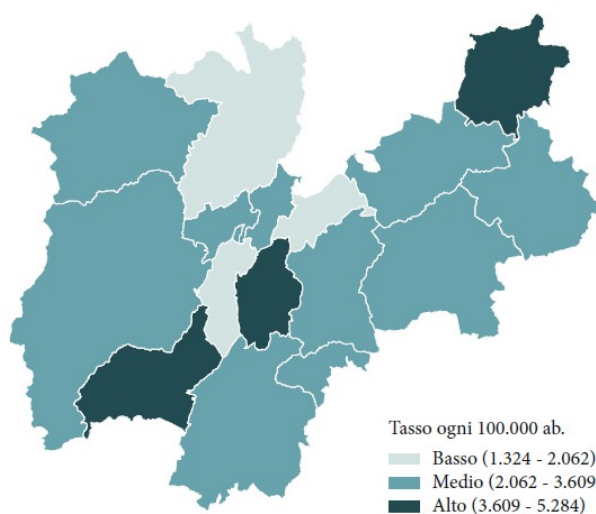 Tasso ogni 100.000 ab.
Basso (1.324 - 2.062)
Medio (2.062 - 3.609
Alto (3.609 - 5.284)